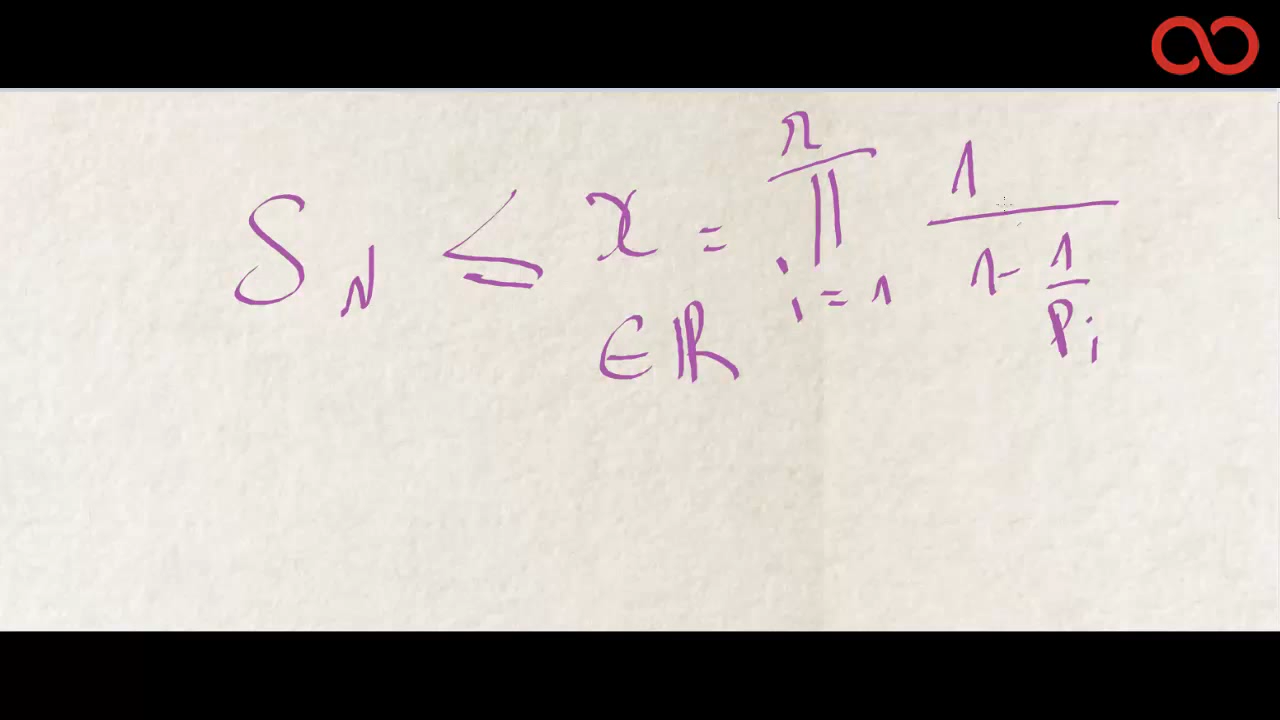 S_N ≤ x = ∏_{i=1}^{r} 1/(1 - 1/p_i)
∈ ℝ